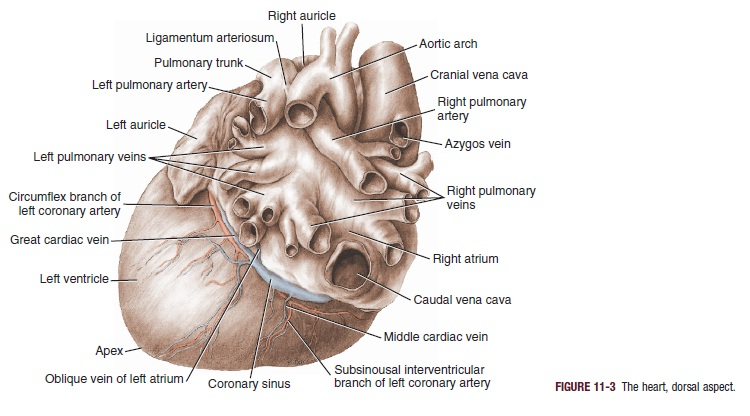 Right auricle
Ligamentum arteriosum
Pulmonary trunk
Left pulmonary artery
Left auricle
Left pulmonary veins
Circumflex branch of
left coronary artery
Great cardiac vein
Left ventricle
Apex
Oblique vein of left atrium
Coronary sinus
Aortic arch
Cranial vena cava
Right pulmonary
artery
Azygos vein
Right pulmonary
veins
Right atrium
Caudal vena cava
Middle cardiac vein
Subsinousal interventricular
branch of left coronary artery
FIGURE 11-3 The heart, dorsal aspect.